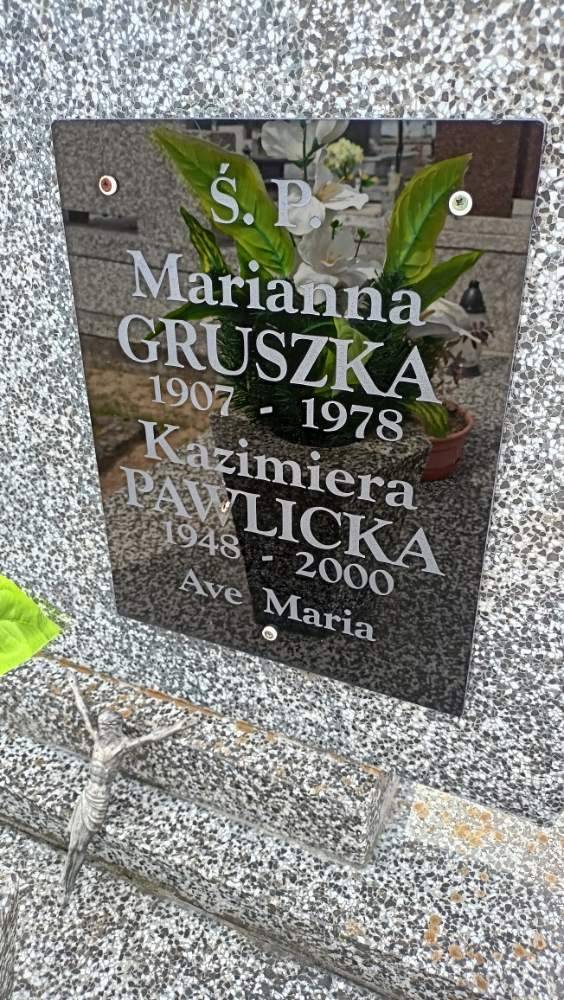 Ś. P.
Marianna
GRUSZKA
1907 - 1978
Kazimiera
PAWLICKA
1948 - 2000
Ave Maria